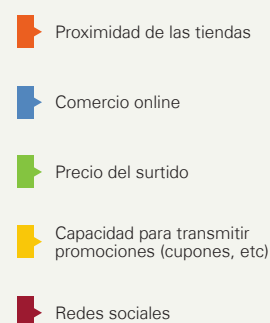 Proximidad de las tiendas
Comercio online
Precio del surtido
Capacidad para transmitir
promociones (cupones, etc)
Redes sociales